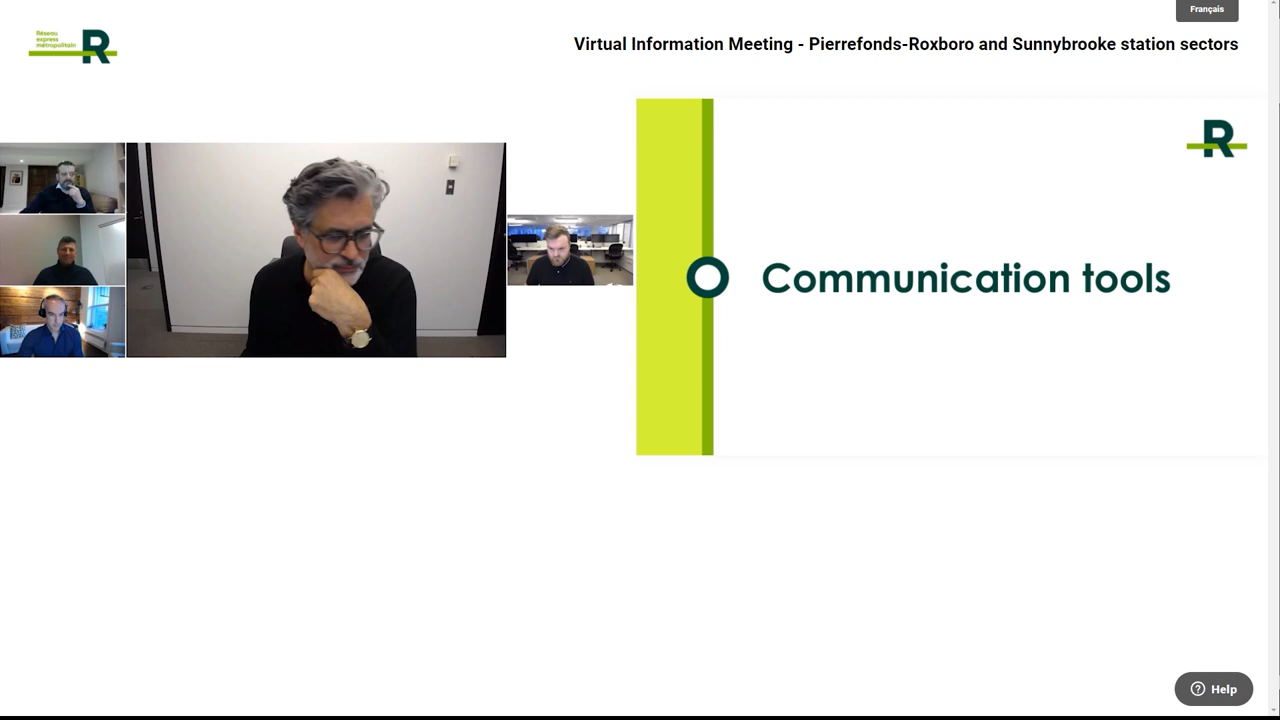 Français
Réseau
express
métropolitain
R
Virtual Information Meeting - Pierrefonds-Roxboro and Sunnybrooke station sectors
R
Communication tools
Help